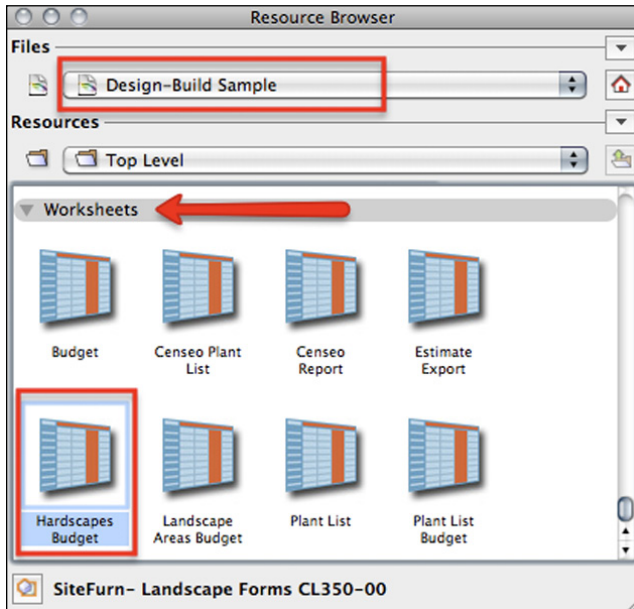 Resource Browser
Files
Design-Build Sample
Resources
Top Level
Worksheets
Budget
Censeo Plant
List
Censeo
Report
Estimate
Export
Hardscapes
Budget
Landscape
Areas Budget
Plant List
Plant List
Budget
SiteFurn- Landscape Forms CL350-00